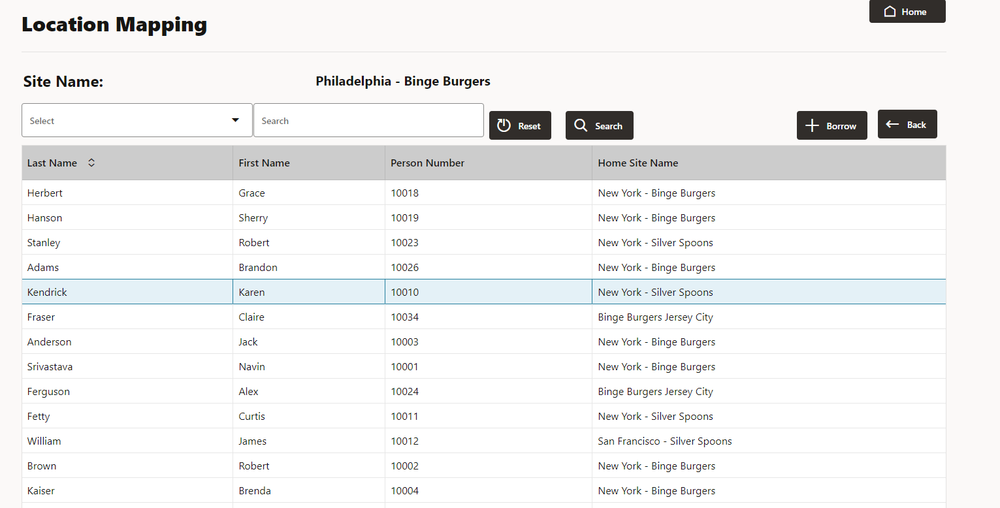 Home
Location Mapping
Site Name: Philadelphia - Binge Burgers
Select Search Reset Search Borrow Back
Last Name First Name Person Number Home Site Name
Herbert Grace 10018 New York - Binge Burgers
Hanson Sherry 10019 New York - Binge Burgers
Stanley Robert 10023 New York - Silver Spoons
Adams Brandon 10026 New York - Binge Burgers
Kendrick Karen 10010 New York - Silver Spoons
Fraser Claire 10034 Binge Burgers Jersey City
Anderson Jack 10003 New York - Binge Burgers
Srivastava Navin 10001 New York - Binge Burgers
Ferguson Alex 10024 Binge Burgers Jersey City
Fetty Curtis 10011 New York - Silver Spoons
William James 10012 San Francisco - Silver Spoons
Brown Robert 10002 New York - Binge Burgers
Kaiser Brenda 10004 New York - Binge Burgers